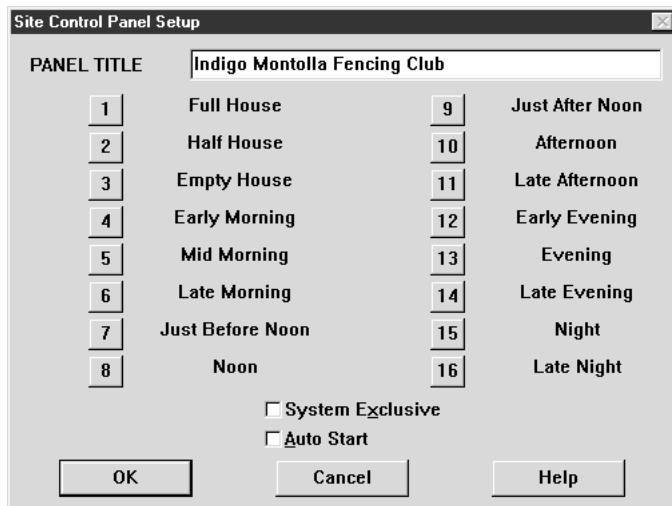 Site Control Panel Setup
PANEL TITLE Indigo Montolla Fencing Club
1 Full House
2 Half House
3 Empty House
4 Early Morning
5 Mid Morning
6 Late Morning
7 Just Before Noon
8 Noon
9 Just After Noon
10 Afternoon
11 Late Afternoon
12 Early Evening
13 Evening
14 Late Evening
15 Night
16 Late Night
System Exclusive
Auto Start
OK Cancel Help